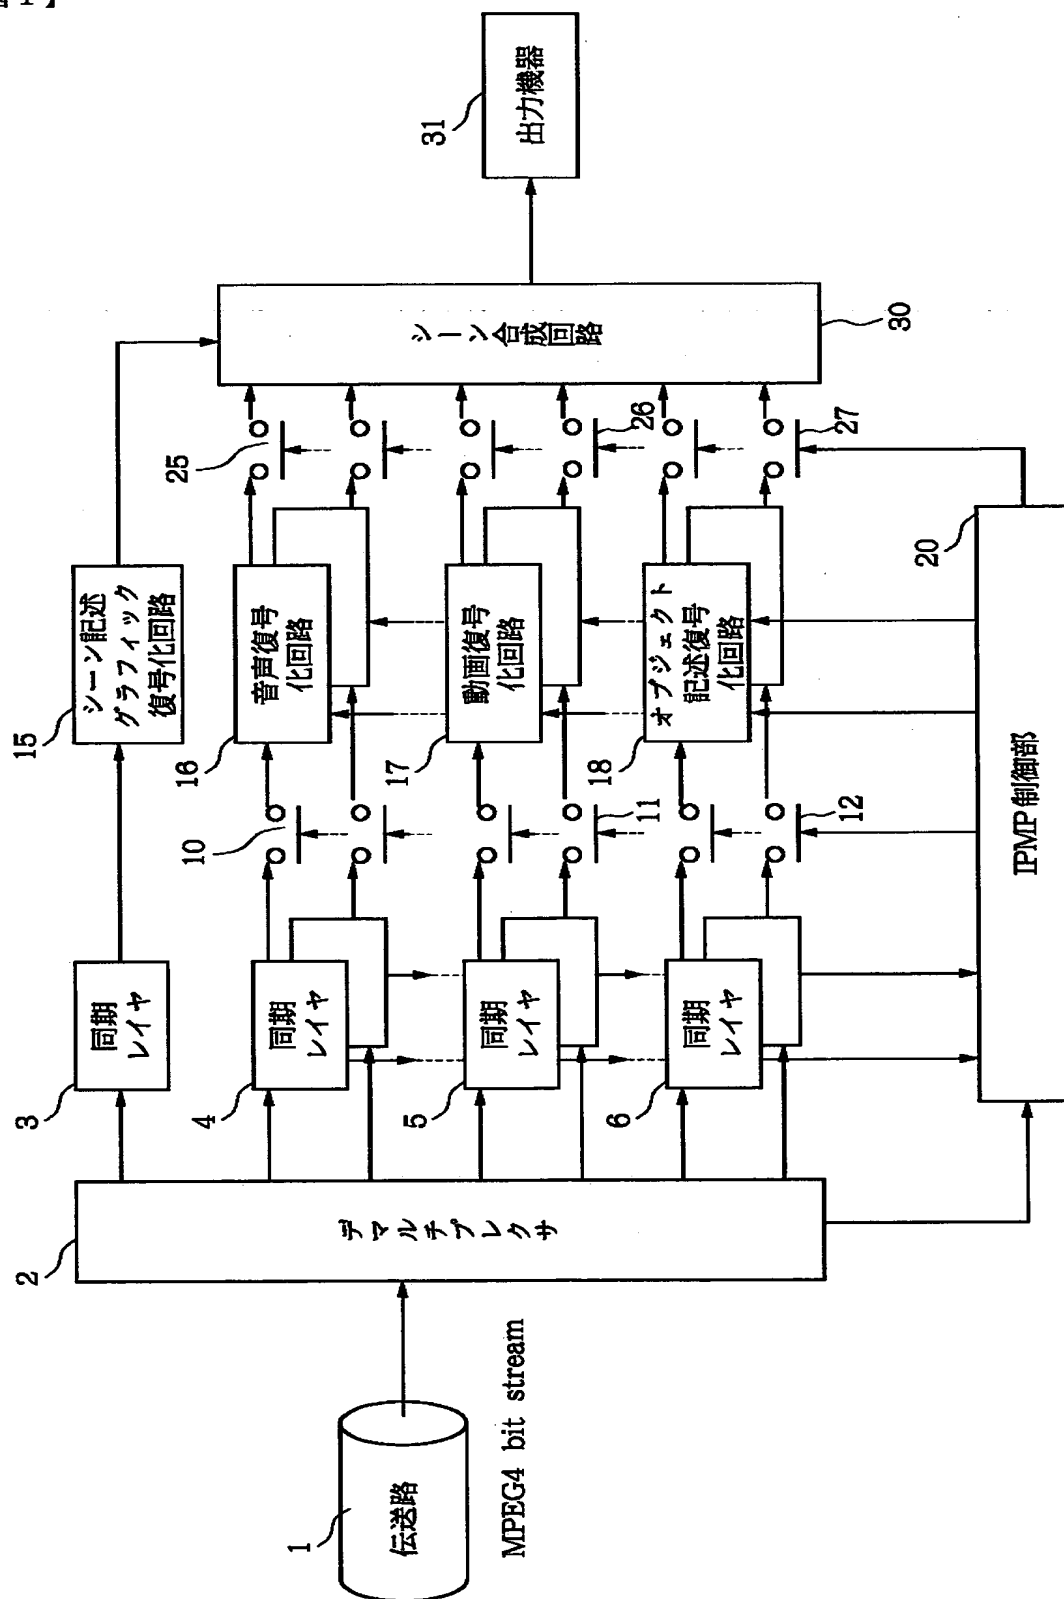 １】
1
伝送路
MPEG4 bit stream
2
デマルチプレクサ
3
同期
レイヤ
4
同期
レイヤ
5
同期
レイヤ
6
同期
レイヤ
10
11
12
15
シーン記述
グラフィック
復号化回路
16
音声復号
化回路
17
動画復号
化回路
18
オブジェクト
記述復号
化回路
20
IPMP制御部
25
26
27
シーン合成回路
30
31
出力機器